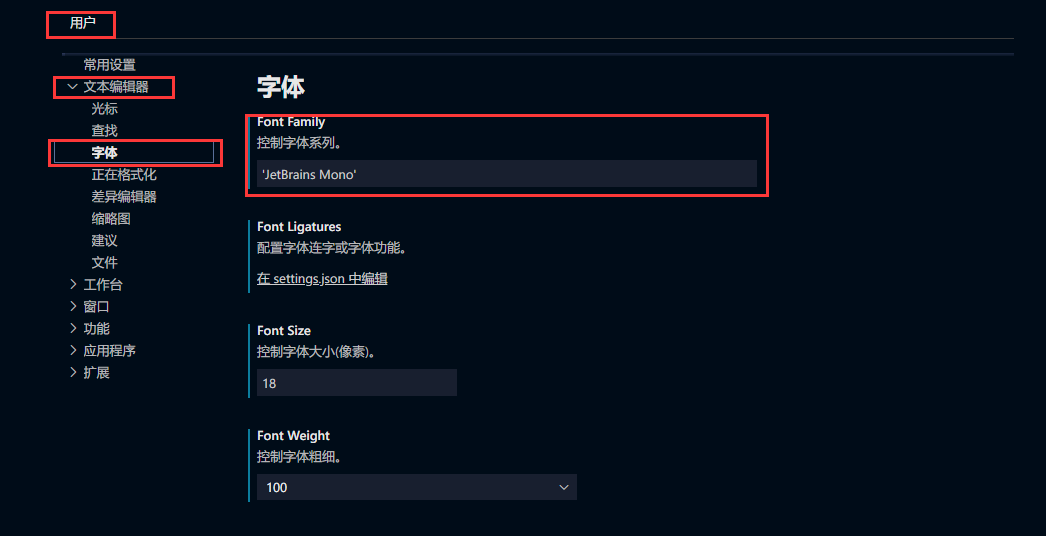 用户
常用设置
文本编辑器
光标
查找
字体
正在格式化
差异编辑器
缩略图
建议
文件
工作台
窗口
功能
应用程序
扩展
字体
Font Family
控制字体系列。
'JetBrains Mono'
Font Ligatures
配置字体连字或字体功能。
在 settings.json 中编辑
Font Size
控制字体大小(像素)。
18
Font Weight
控制字体粗细。
100